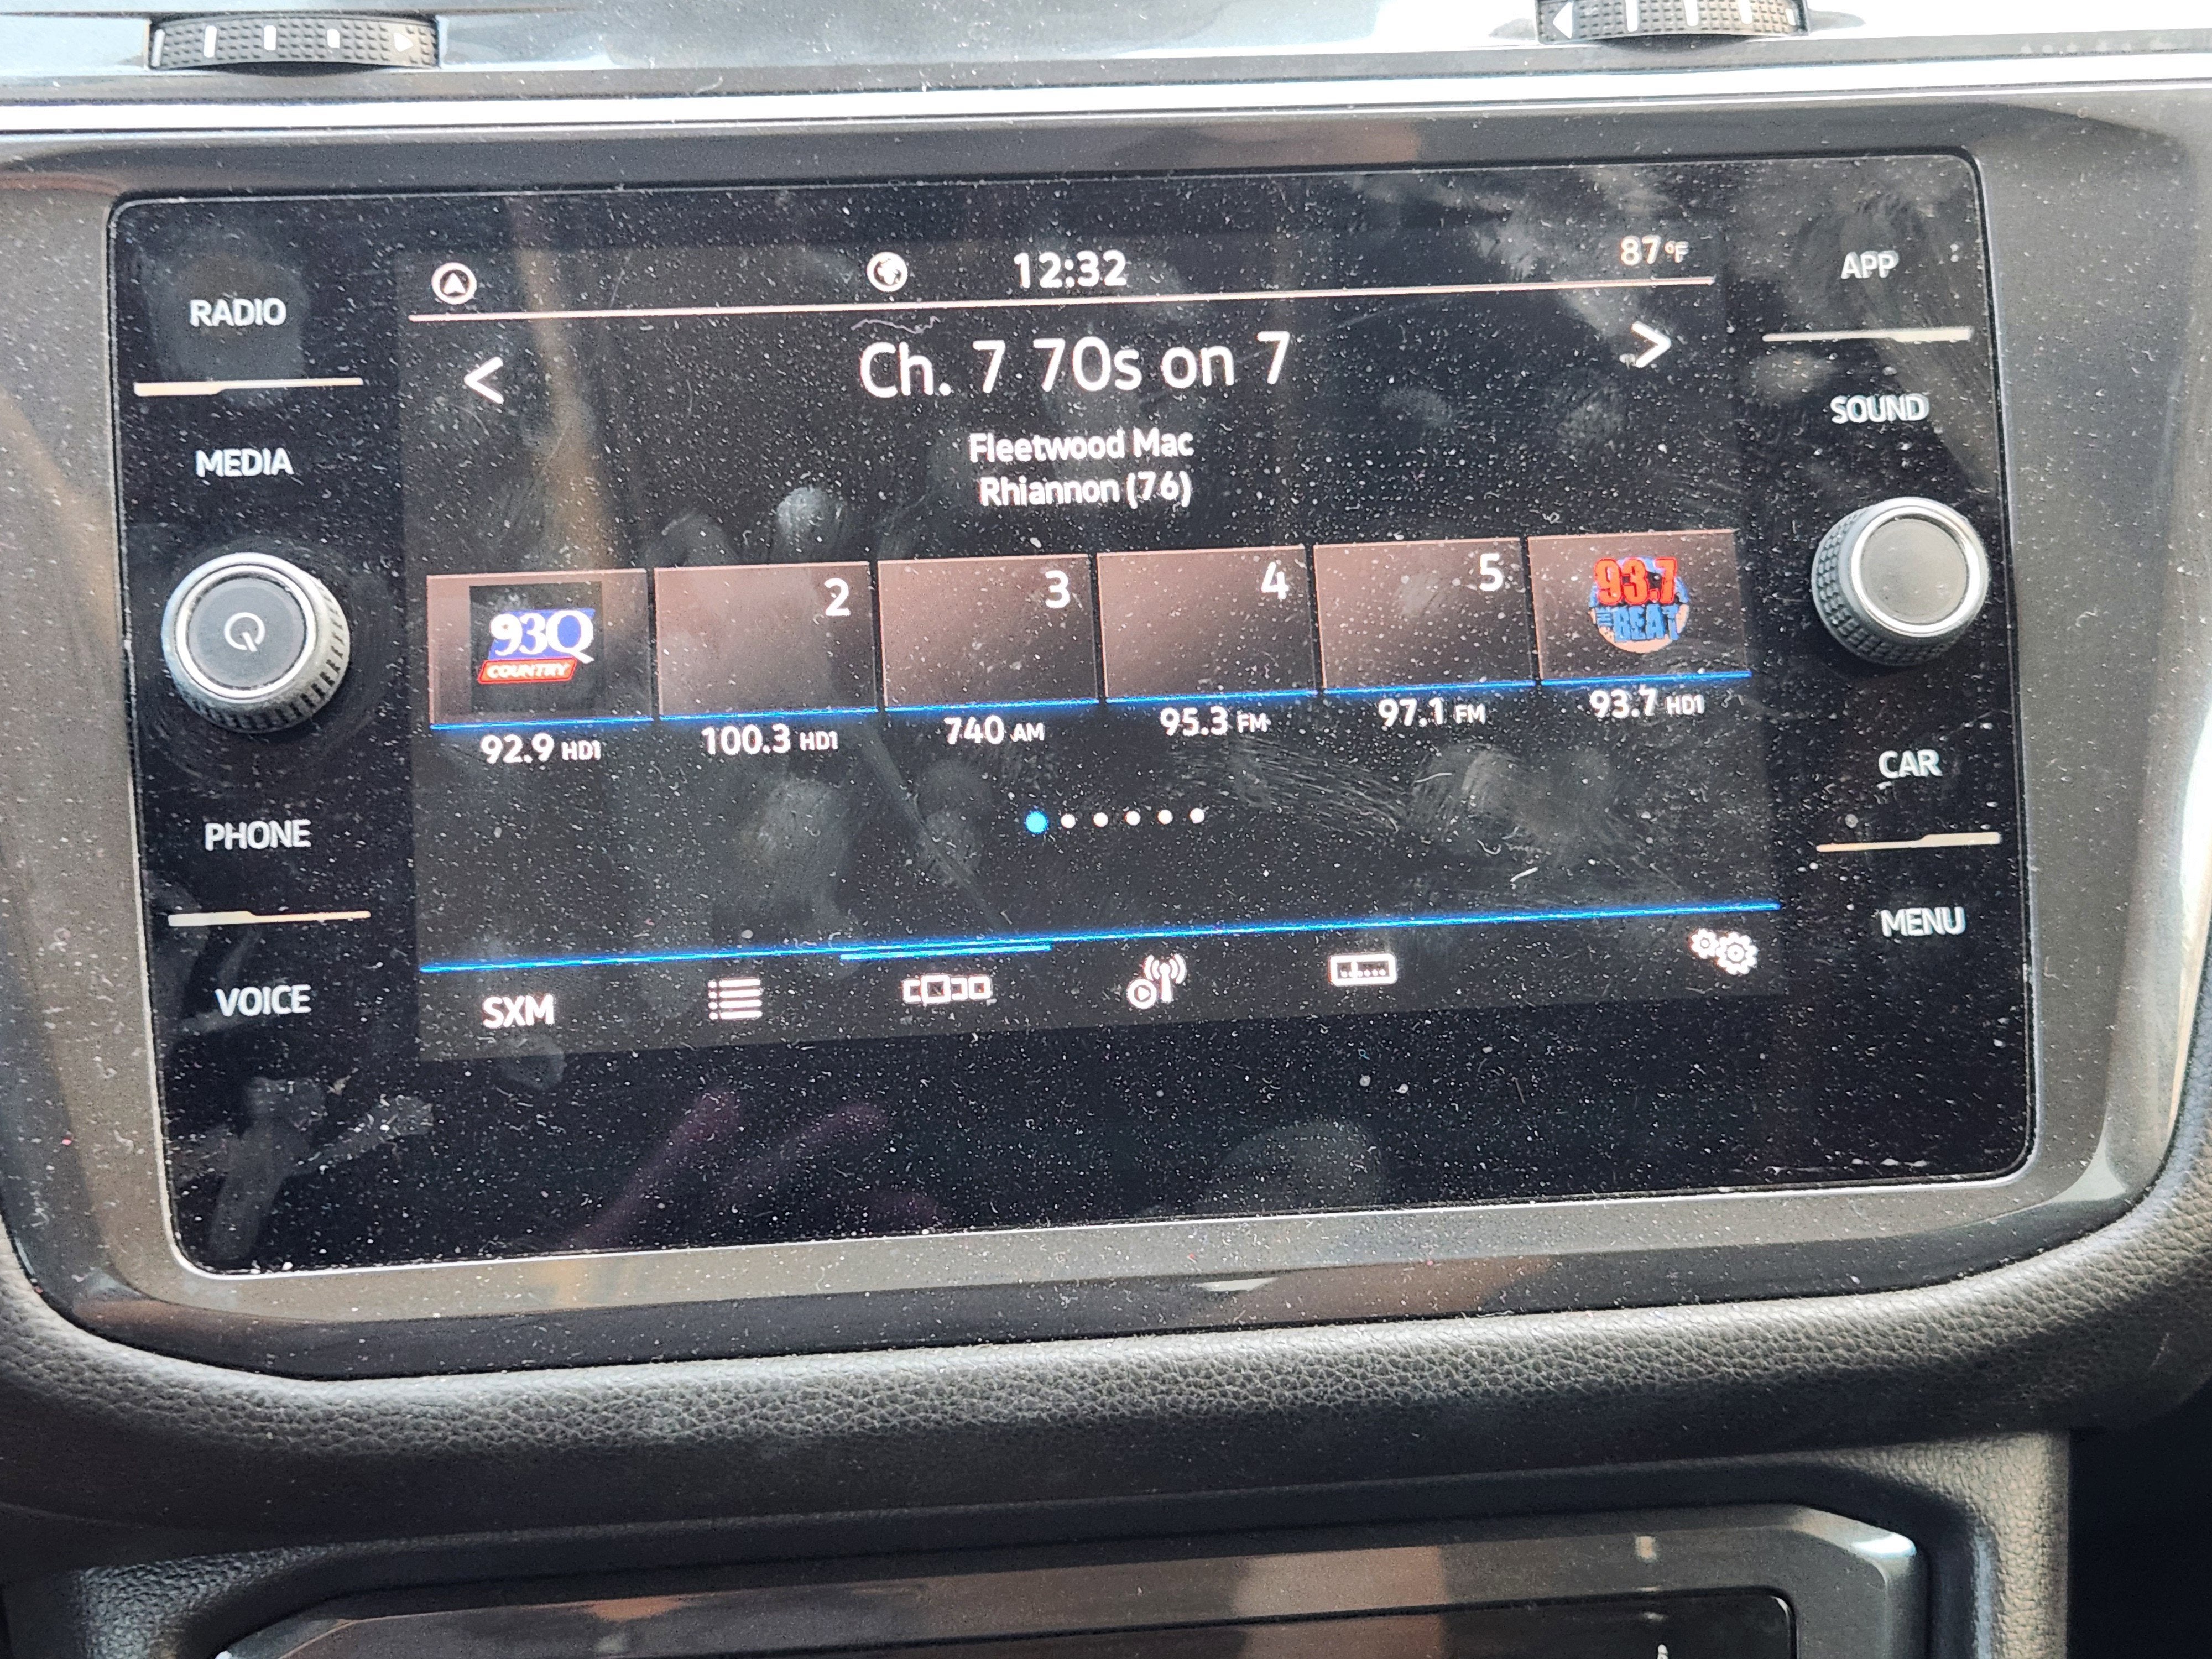 12:32
87°F
RADIO
APP
<
Ch. 7 70s on 7
>
MEDIA
SOUND
Fleetwood Mac
Rhiannon (76)
93Q
COUNTRY
2
3
4
5
93.7
THE BEAT
92.9 HD1
100.3 HD1
740 AM
95.3 FM
97.1 FM
93.7 HD1
PHONE
CAR
VOICE
MENU
SXM